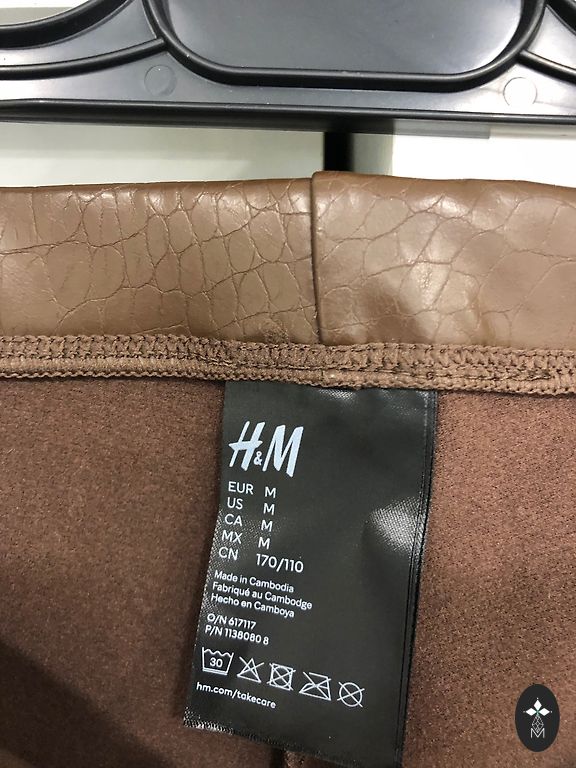 H&M
EUR M
US M
CA M
MX M
CN 170/110
Made in Cambodia
Fabriqué au Cambodge
Hecho en Camboya
O/N 617117
P/N 1138080 8
30
hm.com/takecare
M